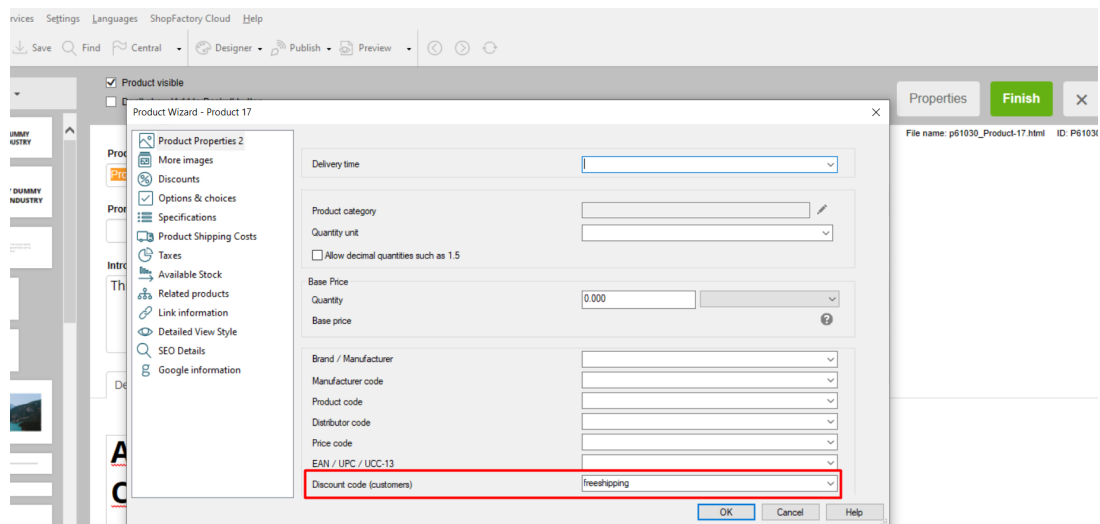 Settings Languages ShopFactory Cloud Help
Save Find Central Designer Publish Preview
Product visible
Properties Finish
File name: p61030_Product-17.html ID: P61030
Product Wizard - Product 17
Product Properties 2
More images
Discounts
Options & choices
Specifications
Product Shipping Costs
Taxes
Available Stock
Related products
Link information
Detailed View Style
SEO Details
Google information
Delivery time
Product category
Quantity unit
Allow decimal quantities such as 1.5
Base Price
Quantity 0.000
Base price
Brand / Manufacturer
Manufacturer code
Product code
Distributor code
Price code
EAN / UPC / UCC-13
Discount code (customers) freeshipping
OK Cancel Help
DUMMY